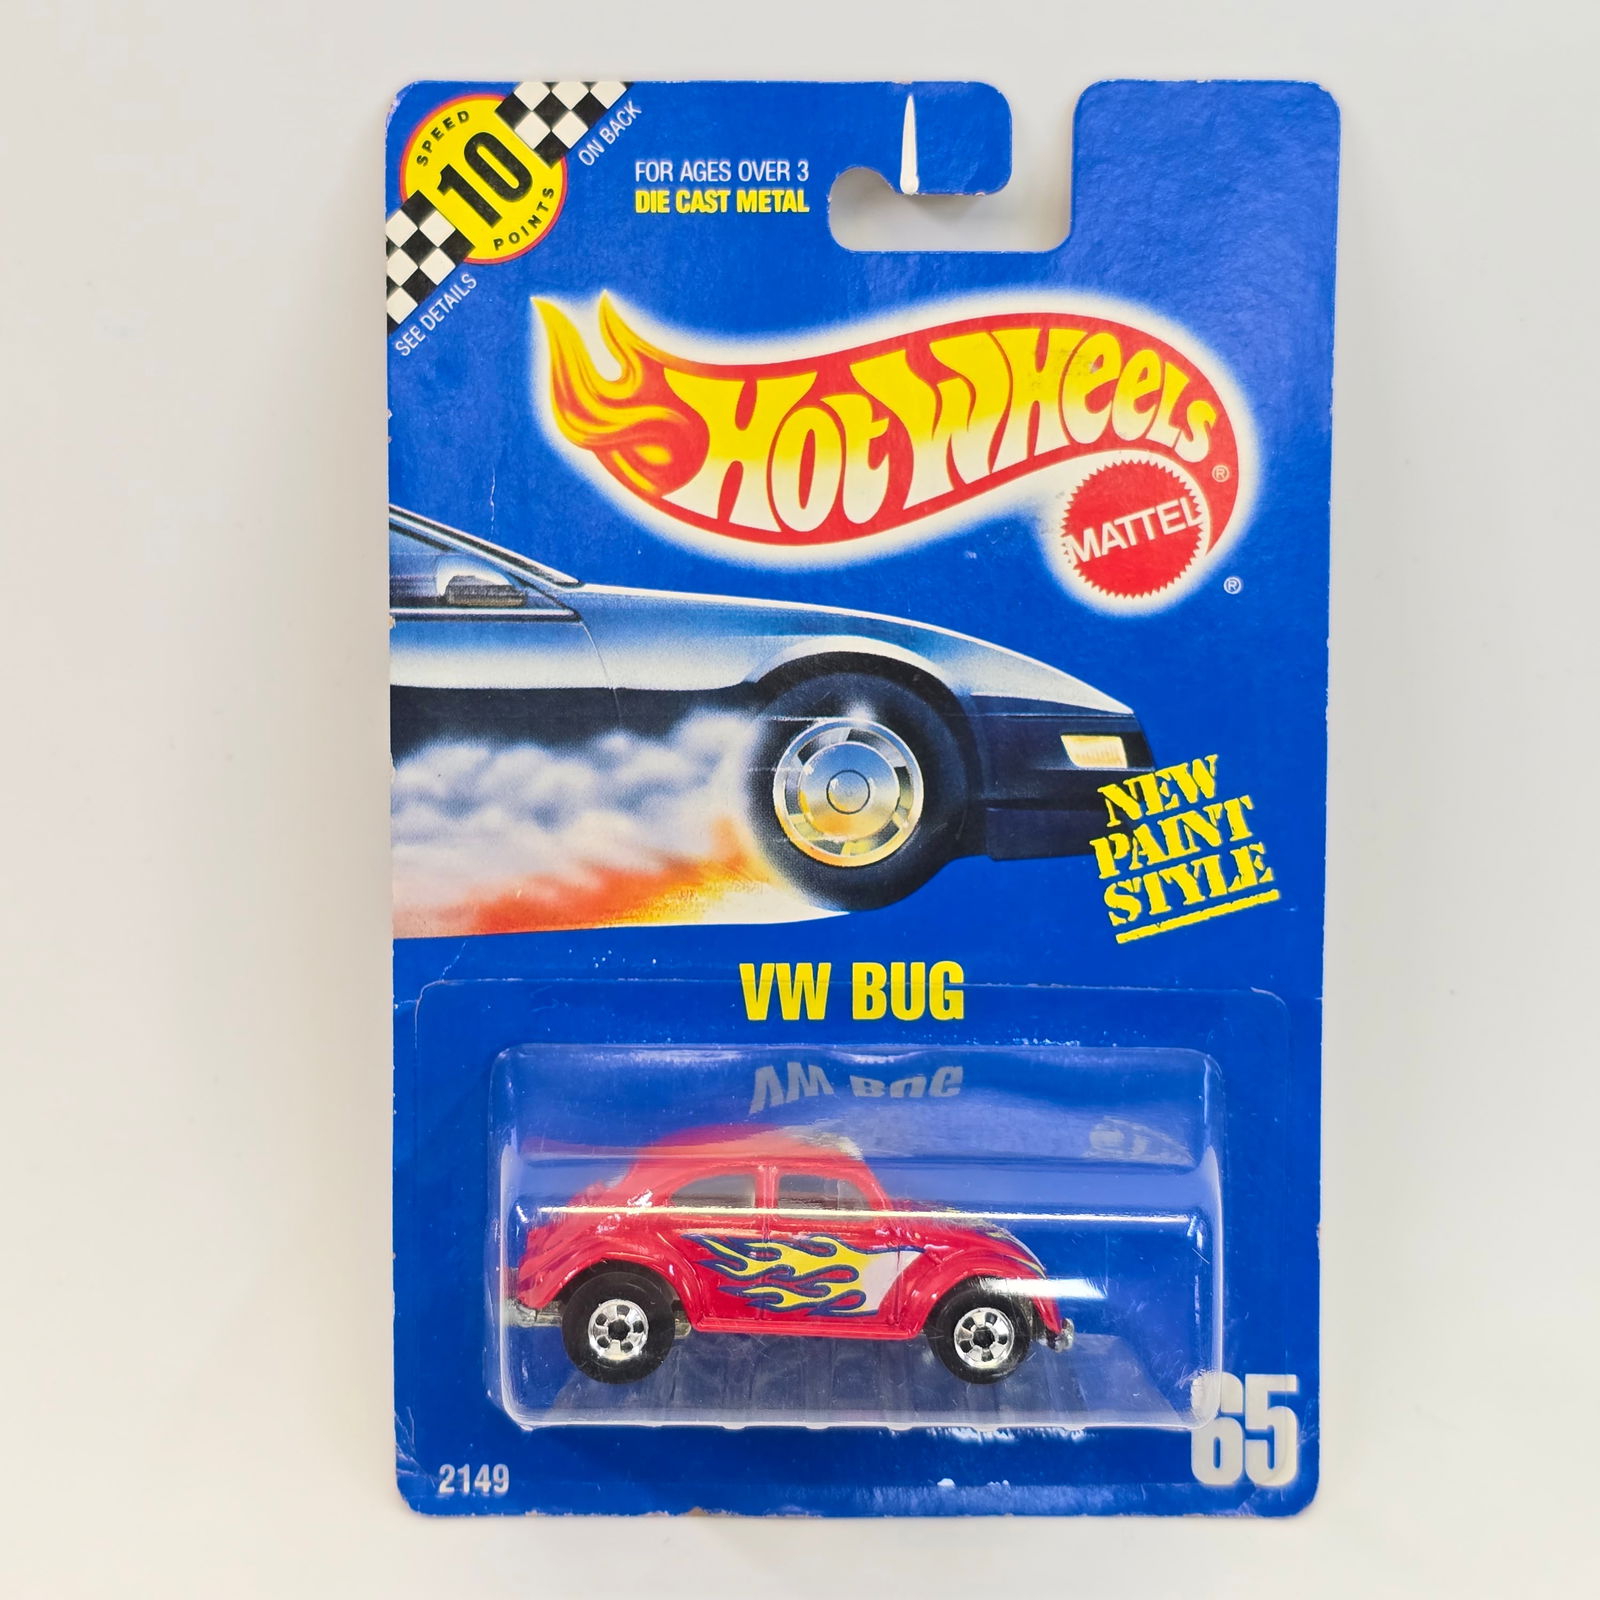 SPEED
10
POINTS
ON BACK
SEE DETAILS
FOR AGES OVER 3
DIE CAST METAL
HOT WHEELS
®
MATTEL
®
NEW
PAINT
STYLE
VW BUG
65
2149